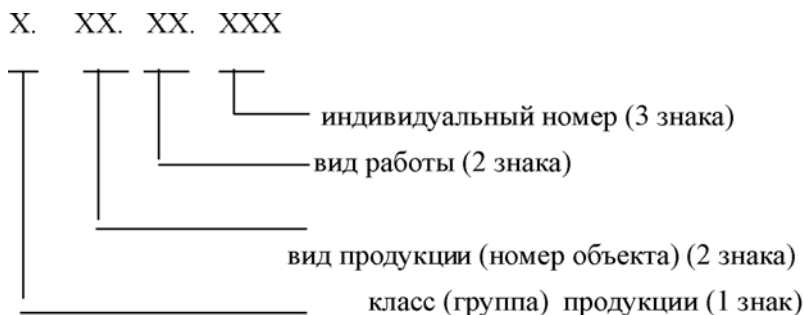 X. XX. XX. XXX
индивидуальный номер (3 знака)
вид работы (2 знака)
вид продукции (номер объекта) (2 знака)
класс (группа) продукции (1 знак)